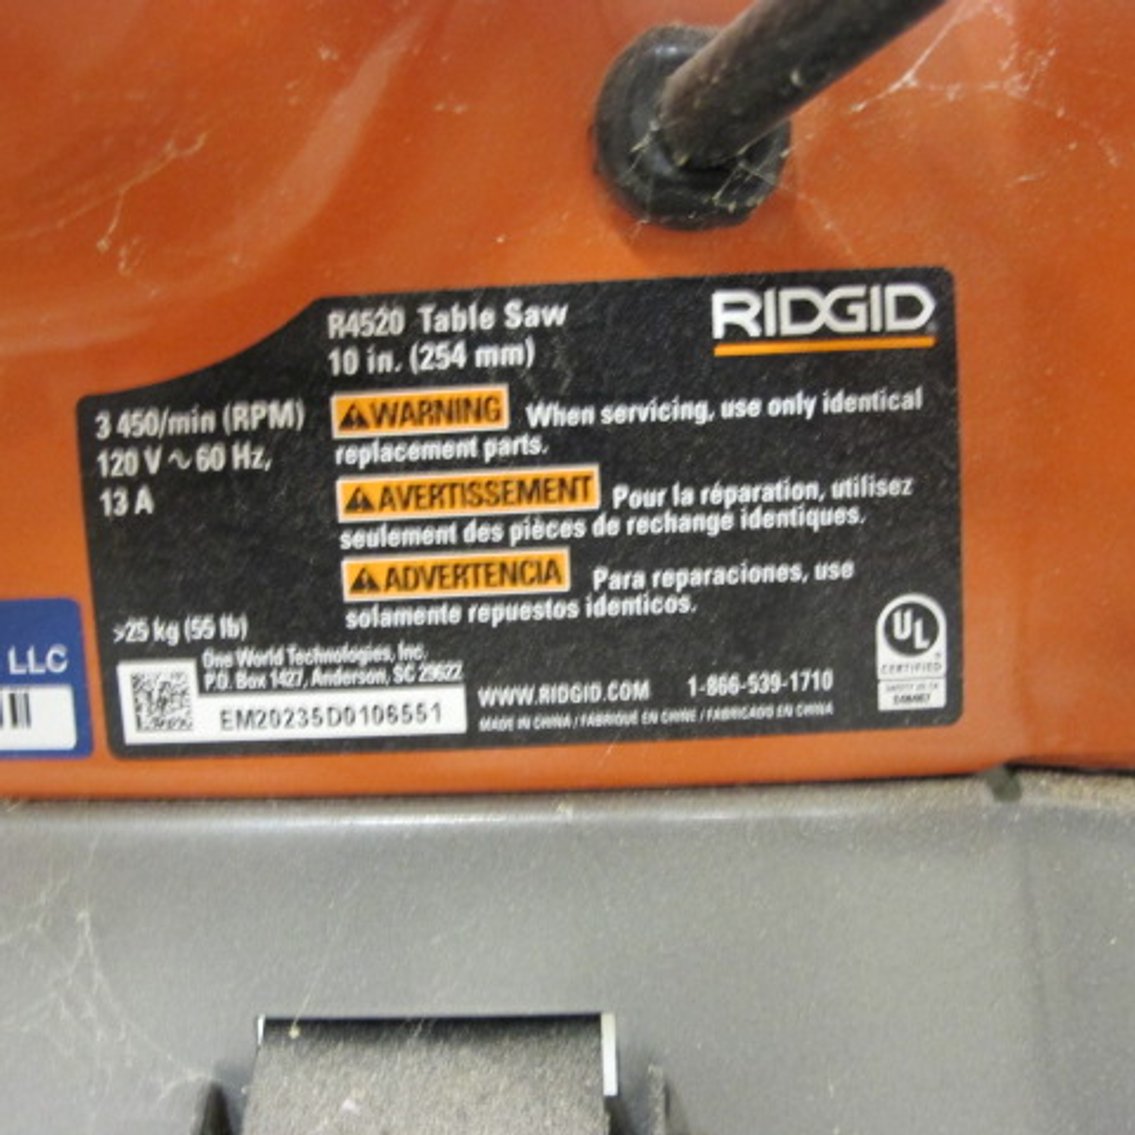 R4520 Table Saw
10 in. (254 mm)
RIDGID
3 450/min (RPM)
120 V ~ 60 Hz,
13 A
WARNING When servicing, use only identical
replacement parts.
AVERTISSEMENT Pour la réparation, utilisez
seulement des pièces de rechange identiques.
ADVERTENCIA Para reparaciones, use
solamente repuestos identicos.
>25 kg (55 lb)
One World Technologies, Inc.
P.O. Box 1427, Anderson, SC 29622
EM20235D0106551
WWW.RIDGID.COM 1-866-539-1710
MADE IN CHINA / FABRIQUÉ EN CHINE / FABRICADO EN CHINA
UL
CERTIFIED
LLC